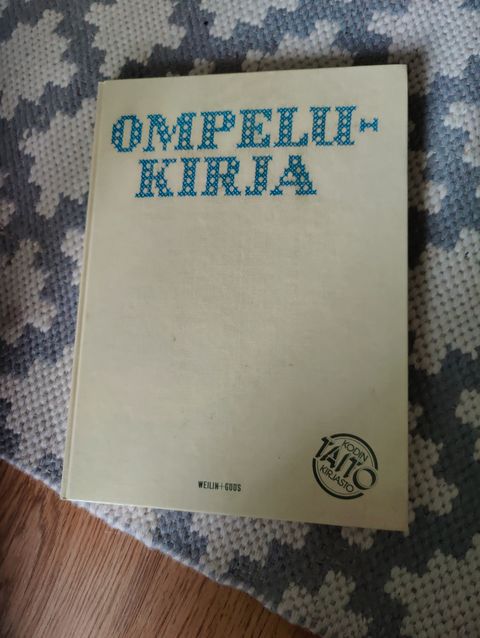 OMPELU-
KIRJA
KODIN
TAITO
KIRJASTO
WEILIN+GÖÖS